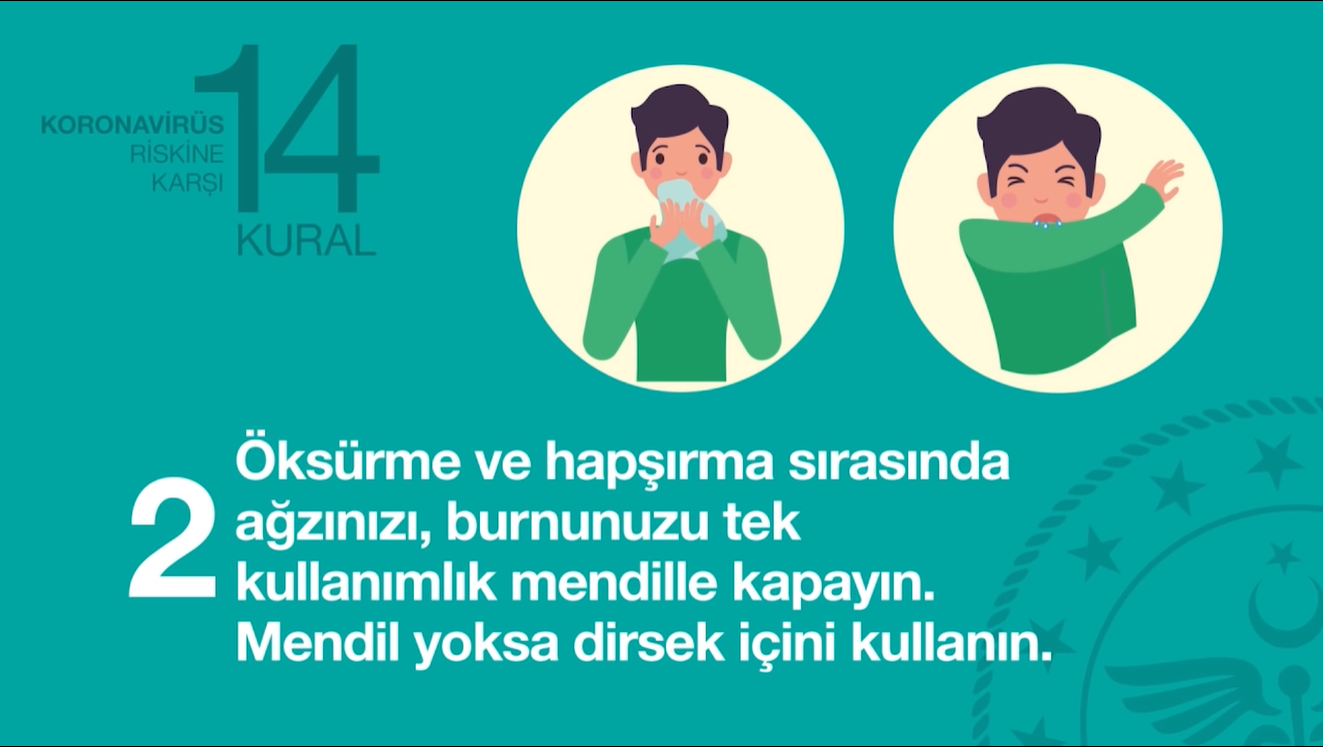 KORONAVİRÜS
RİSKİNE
KARŞI
14
KURAL
2
Öksürme ve hapşırma sırasında
ağzınızı, burnunuzu tek
kullanımlık mendille kapayın.
Mendil yoksa dirsek içini kullanın.